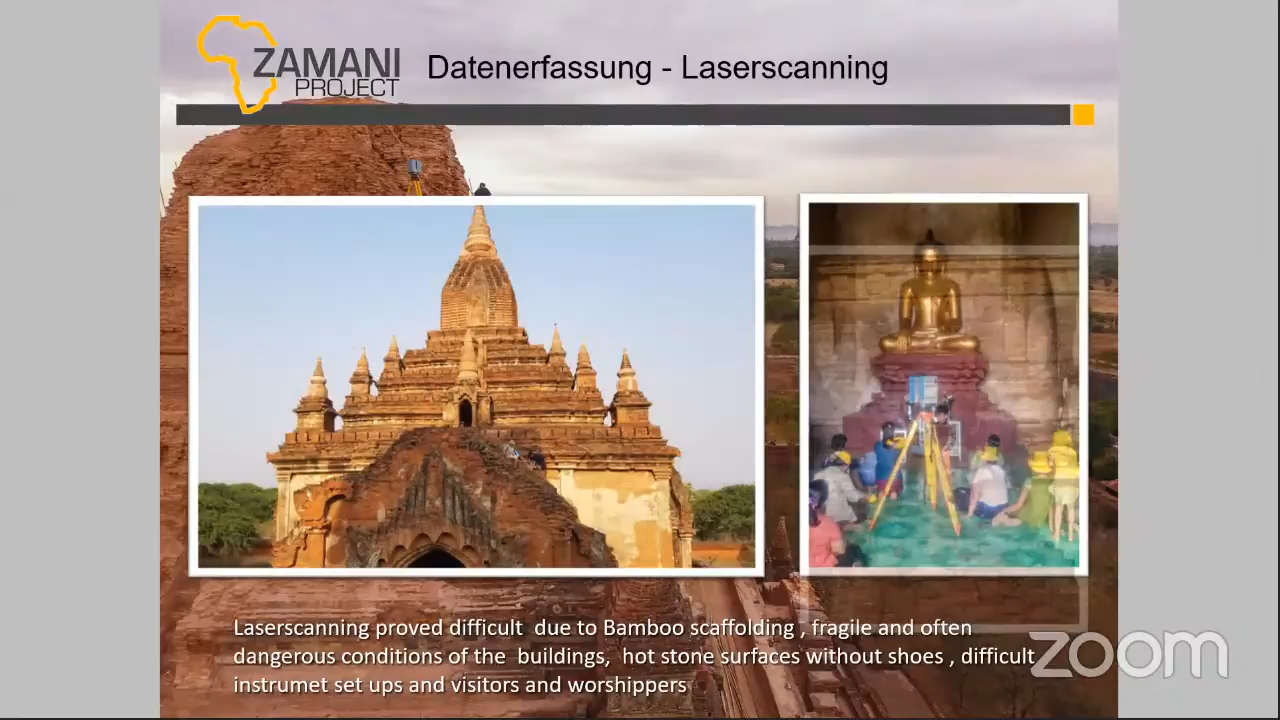 ZAMANI
PROJECT
Datenerfassung - Laserscanning
Laserscanning proved difficult due to Bamboo scaffolding , fragile and often
dangerous conditions of the buildings, hot stone surfaces without shoes , difficult
instrumet set ups and visitors and worshippers
zoom